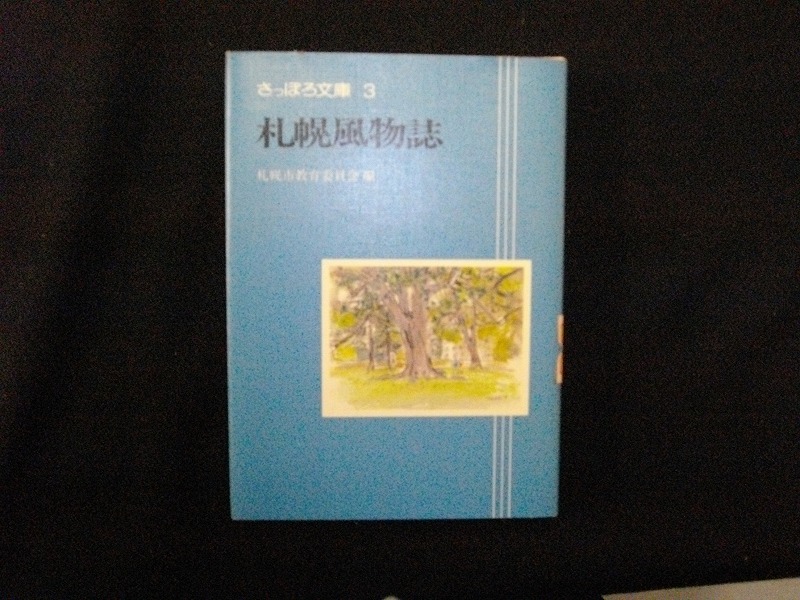 さっぽろ文庫 3
札幌風物誌
札幌市教育委員会 編